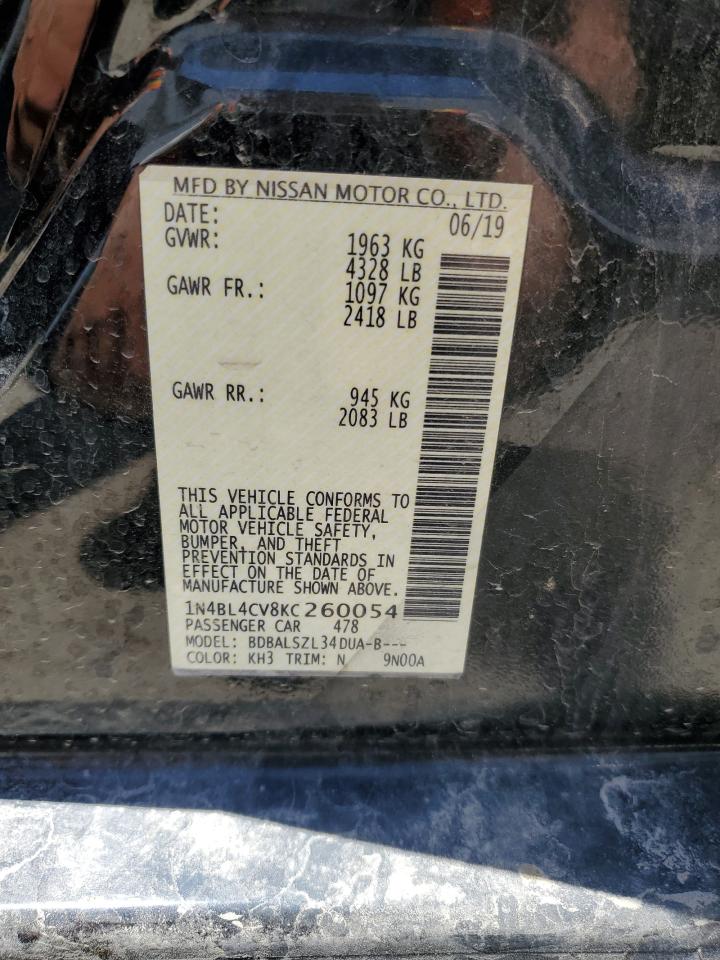 MFD BY NISSAN MOTOR CO., LTD.
DATE: 06/19
GVWR: 1963 KG
4328 LB
GAWR FR.: 1097 KG
2418 LB
GAWR RR.: 945 KG
2083 LB
THIS VEHICLE CONFORMS TO
ALL APPLICABLE FEDERAL
MOTOR VEHICLE SAFETY,
BUMPER, AND THEFT
PREVENTION STANDARDS IN
EFFECT ON THE DATE OF
MANUFACTURE SHOWN ABOVE.
1N4BL4CV8KC260054
PASSENGER CAR 478
MODEL: BDBALSZL34DUA-B---
COLOR: KH3 TRIM: N 9N00A